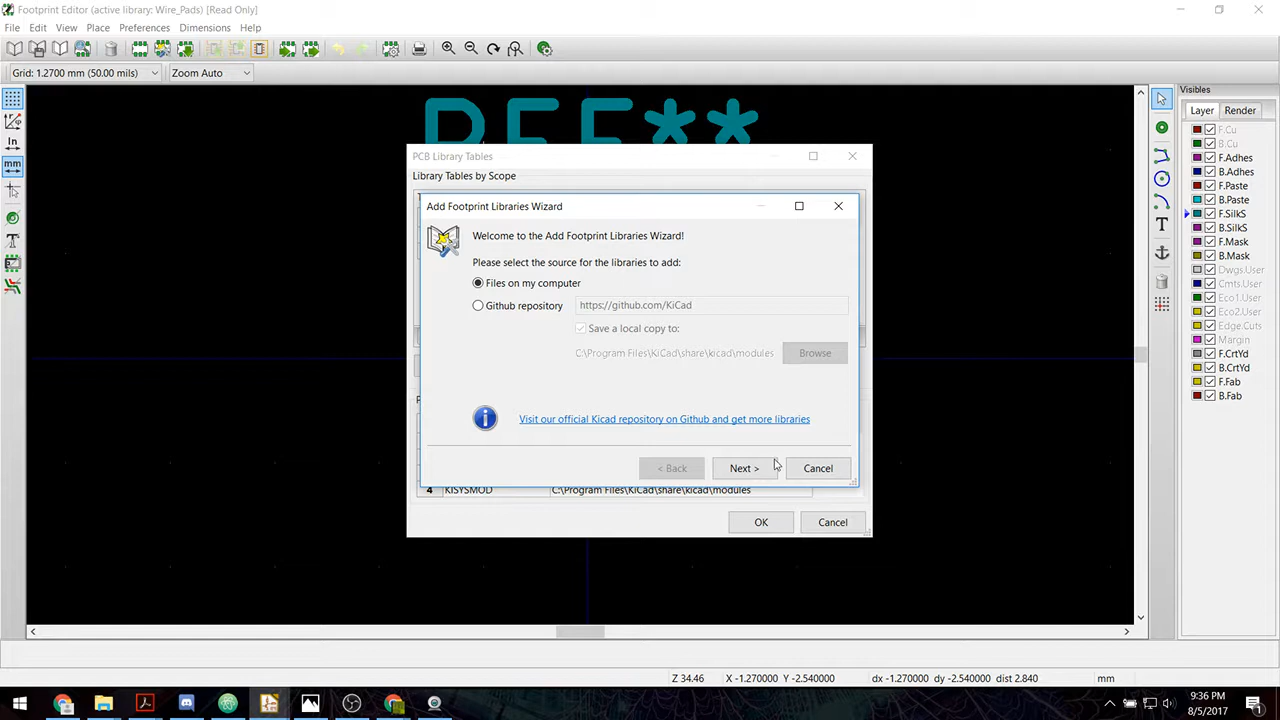 Footprint Editor (active library: Wire_Pads) [Read Only]
File Edit View Place Preferences Dimensions Help
Grid: 1.2700 mm (50.00 mils) Zoom Auto
Visibles
Layer Render
F.Cu
B.Cu
F.Adhes
B.Adhes
F.Paste
B.Paste
F.SilkS
B.SilkS
F.Mask
B.Mask
Dwgs.User
Cmts.User
Eco1.User
Eco2.User
Edge.Cuts
Margin
F.CrtYd
B.CrtYd
F.Fab
B.Fab
In
mm
REF**
PCB Library Tables
Library Tables by Scope
Add Footprint Libraries Wizard
Welcome to the Add Footprint Libraries Wizard!
Please select the source for the libraries to add:
Files on my computer
Github repository https://github.com/KiCad
Save a local copy to:
C:\Program Files\KiCad\share\kicad\modules Browse
Visit our official Kicad repository on Github and get more libraries
< Back Next > Cancel
4 KISYSMOD C:\Program Files\KiCad\share\kicad\modules
OK Cancel
Z 34.46 X -1.270000 Y -2.540000 dx -1.270000 dy -2.540000 dist 2.840 mm
9:36 PM
8/5/2017